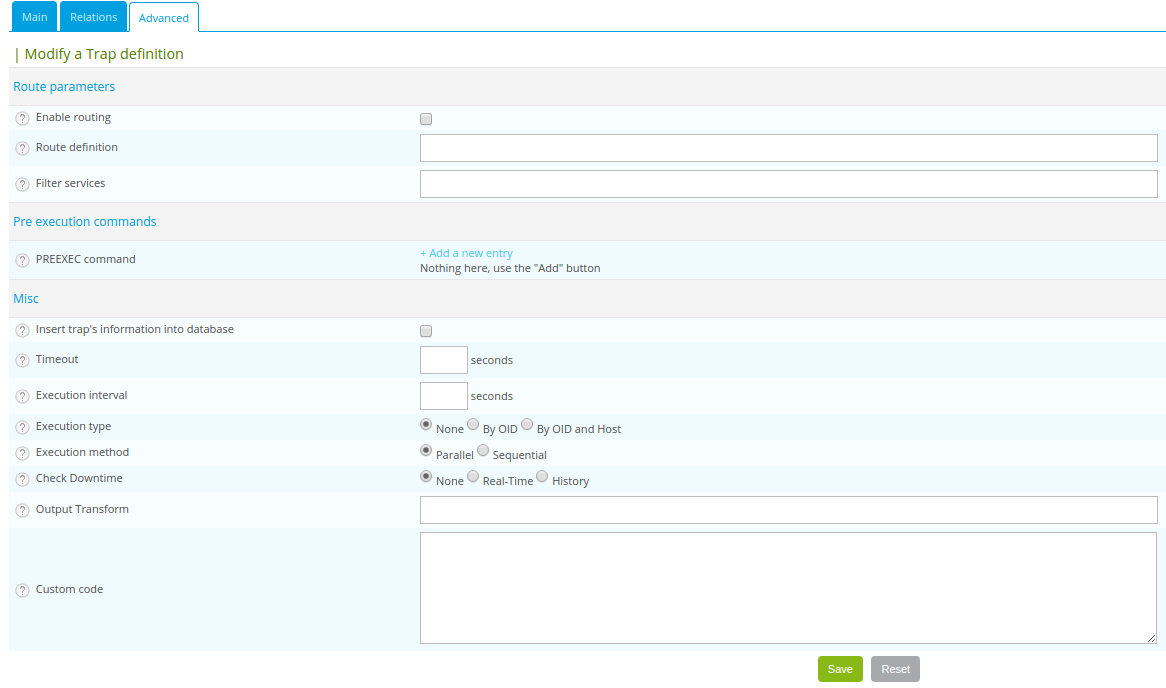 Main Relations Advanced
Modify a Trap definition
Route parameters
? Enable routing
? Route definition
? Filter services
Pre execution commands
? PREEXEC command
+ Add a new entry
Nothing here, use the "Add" button
Misc
? Insert trap's information into database
? Timeout seconds
? Execution interval seconds
? Execution type None By OID By OID and Host
? Execution method Parallel Sequential
? Check Downtime None Real-Time History
? Output Transform
? Custom code
Save Reset